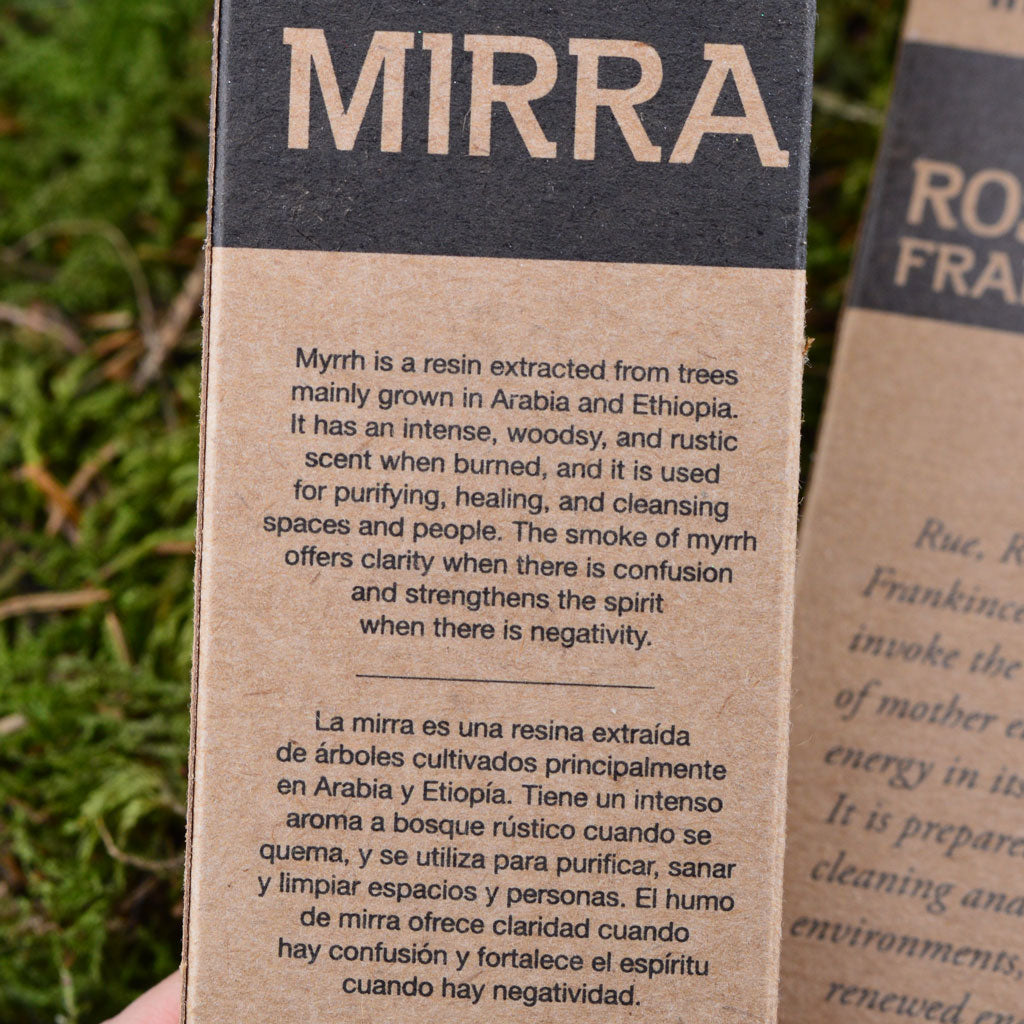 MIRRA
Myrrh is a resin extracted from trees
mainly grown in Arabia and Ethiopia.
It has an intense, woodsy, and rustic
scent when burned, and it is used
for purifying, healing, and cleansing
spaces and people. The smoke of myrrh
offers clarity when there is confusion
and strengthens the spirit
when there is negativity.
La mirra es una resina extraída
de árboles cultivados principalmente
en Arabia y Etiopía. Tiene un intenso
aroma a bosque rústico cuando se
quema, y se utiliza para purificar, sanar
y limpiar espacios y personas. El humo
de mirra ofrece claridad cuando
hay confusión y fortalece el espíritu
cuando hay negatividad.
Rue,
invoke the
of mother
energy in
It is
cleaning
environments,
renewed